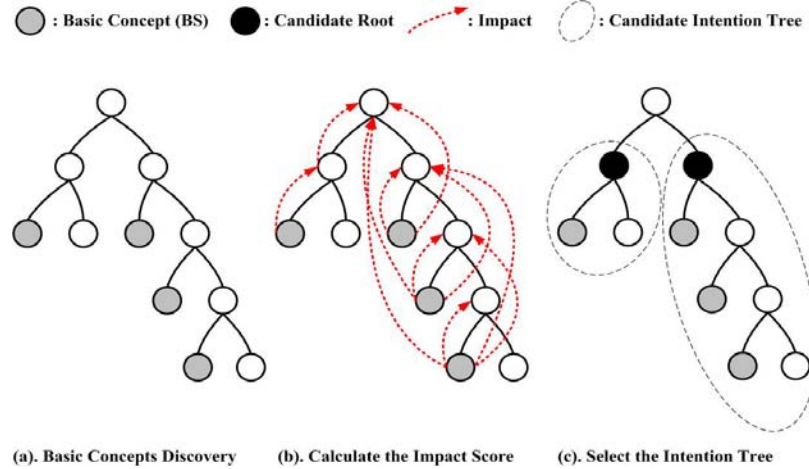 : Basic Concept (BS) : Candidate Root : Impact : Candidate Intention Tree
(a). Basic Concepts Discovery (b). Calculate the Impact Score (c). Select the Intention Tree